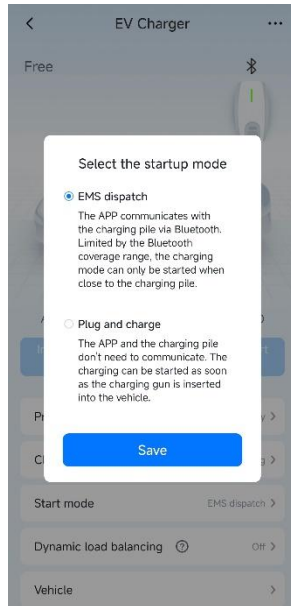 EV Charger
Free
Select the startup mode
EMS dispatch
The APP communicates with
the charging pile via Bluetooth.
Limited by the Bluetooth
coverage range, the charging
mode can only be started when
close to the charging pile.
Plug and charge
The APP and the charging pile
don't need to communicate. The
charging can be started as soon
as the charging gun is inserted
into the vehicle.
Save
Start mode
EMS dispatch
Dynamic load balancing
Off
Vehicle